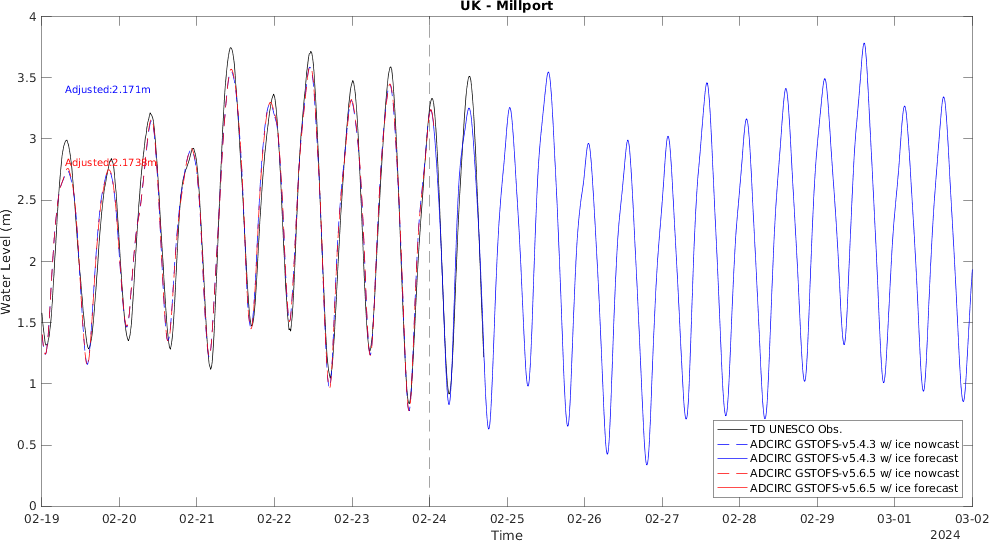 UK - Millport
4
3.5
3
2.5
2
1.5
1
0.5
0
Water Level (m)
Adjusted:2.171m
Adjusted:2.1738m
TD UNESCO Obs.
ADCIRC GSTOFS-v5.4.3 w/ ice nowcast
ADCIRC GSTOFS-v5.4.3 w/ ice forecast
ADCIRC GSTOFS-v5.6.5 w/ ice nowcast
ADCIRC GSTOFS-v5.6.5 w/ ice forecast
02-19 02-20 02-21 02-22 02-23 02-24 02-25 02-26 02-27 02-28 02-29 03-01 03-02
Time
2024